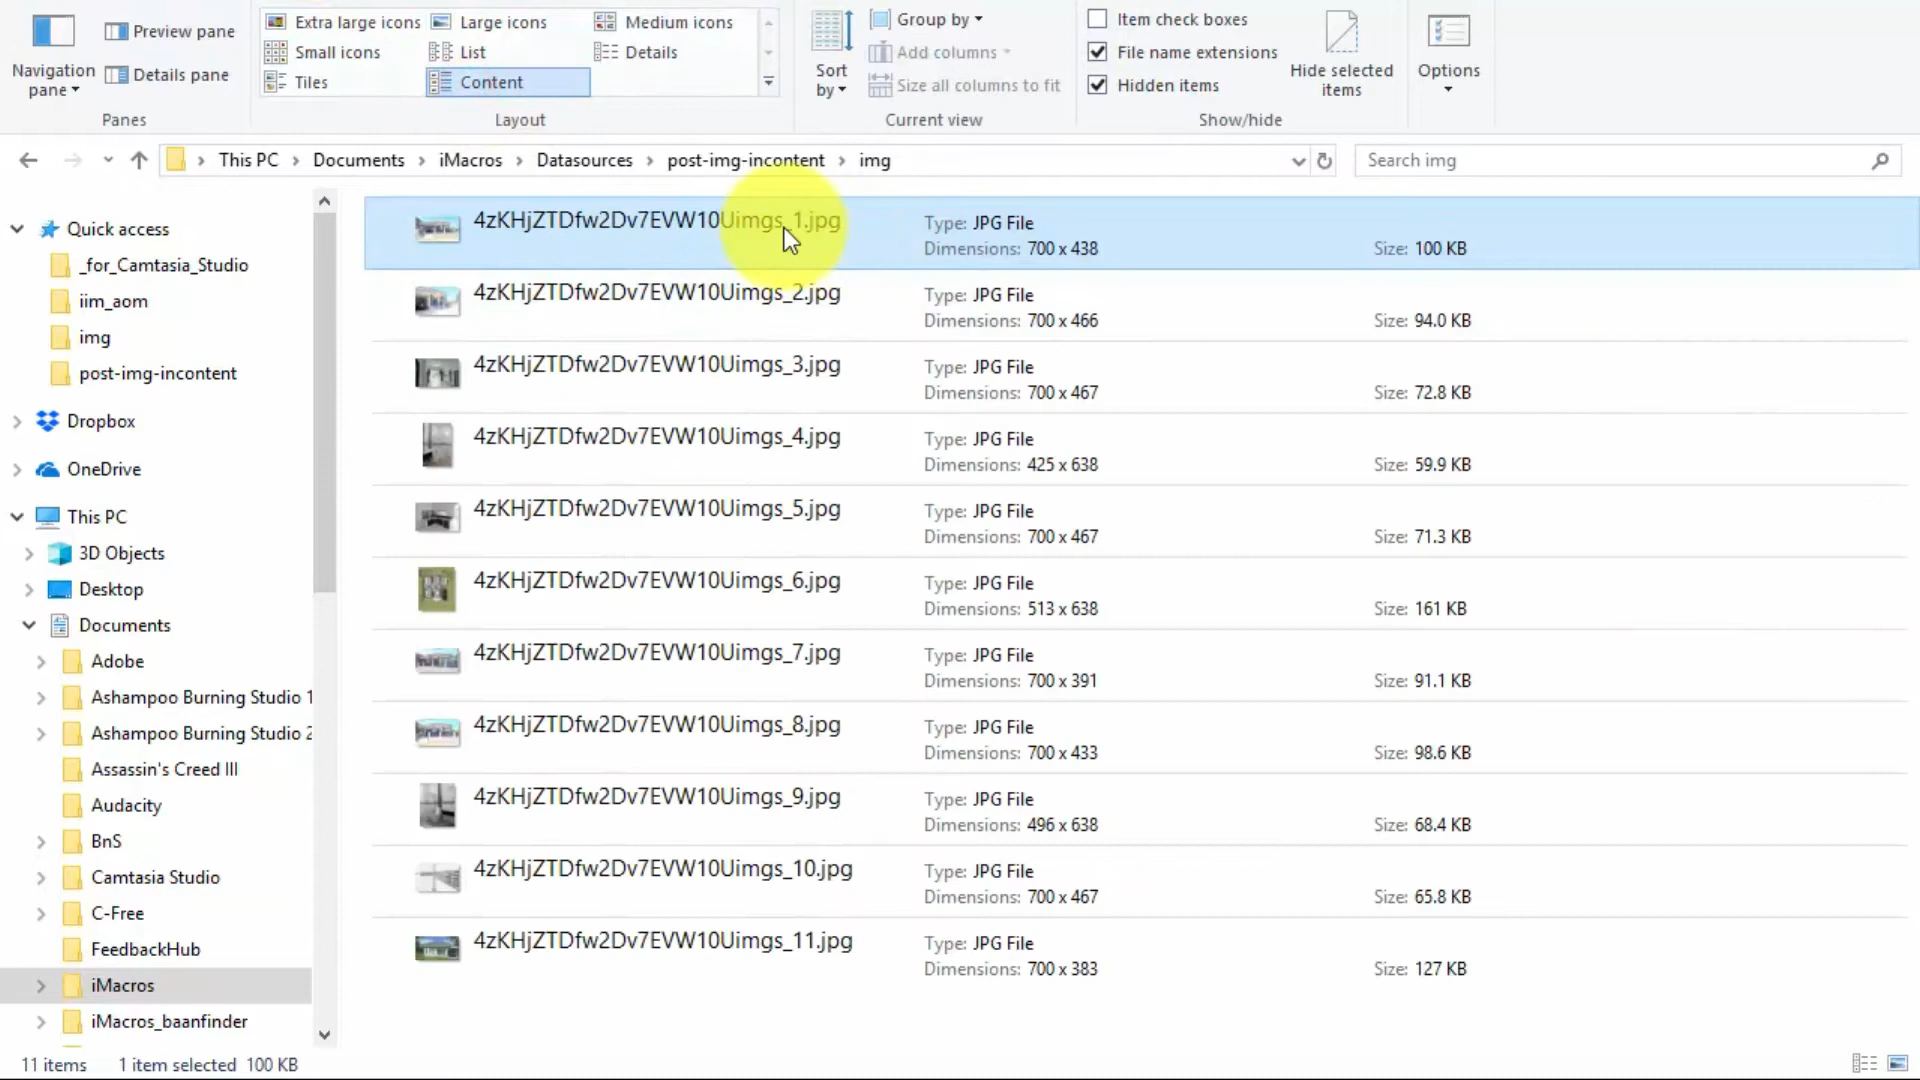 Navigation pane
Preview pane
Details pane
Panes
Extra large icons
Large icons
Medium icons
Small icons
List
Details
Tiles
Content
Layout
Sort by
Group by
Add columns
Size all columns to fit
Current view
Item check boxes
File name extensions
Hidden items
Hide selected items
Show/hide
Options
This PC > Documents > iMacros > Datasources > post-img-incontent > img
Search img
Quick access
_for_Camtasia_Studio
iim_aom
img
post-img-incontent
Dropbox
OneDrive
This PC
3D Objects
Desktop
Documents
Adobe
Ashampoo Burning Studio 1
Ashampoo Burning Studio 2
Assassin's Creed III
Audacity
BnS
Camtasia Studio
C-Free
FeedbackHub
iMacros
iMacros_baanfinder
4zKHjZTDfw2Dv7EVW10Uimgs_1.jpg Type: JPG File
Dimensions: 700 x 438 Size: 100 KB
4zKHjZTDfw2Dv7EVW10Uimgs_2.jpg Type: JPG File
Dimensions: 700 x 466 Size: 94.0 KB
4zKHjZTDfw2Dv7EVW10Uimgs_3.jpg Type: JPG File
Dimensions: 700 x 467 Size: 72.8 KB
4zKHjZTDfw2Dv7EVW10Uimgs_4.jpg Type: JPG File
Dimensions: 425 x 638 Size: 59.9 KB
4zKHjZTDfw2Dv7EVW10Uimgs_5.jpg Type: JPG File
Dimensions: 700 x 467 Size: 71.3 KB
4zKHjZTDfw2Dv7EVW10Uimgs_6.jpg Type: JPG File
Dimensions: 513 x 638 Size: 161 KB
4zKHjZTDfw2Dv7EVW10Uimgs_7.jpg Type: JPG File
Dimensions: 700 x 391 Size: 91.1 KB
4zKHjZTDfw2Dv7EVW10Uimgs_8.jpg Type: JPG File
Dimensions: 700 x 433 Size: 98.6 KB
4zKHjZTDfw2Dv7EVW10Uimgs_9.jpg Type: JPG File
Dimensions: 496 x 638 Size: 68.4 KB
4zKHjZTDfw2Dv7EVW10Uimgs_10.jpg Type: JPG File
Dimensions: 700 x 467 Size: 65.8 KB
4zKHjZTDfw2Dv7EVW10Uimgs_11.jpg Type: JPG File
Dimensions: 700 x 383 Size: 127 KB
11 items 1 item selected 100 KB